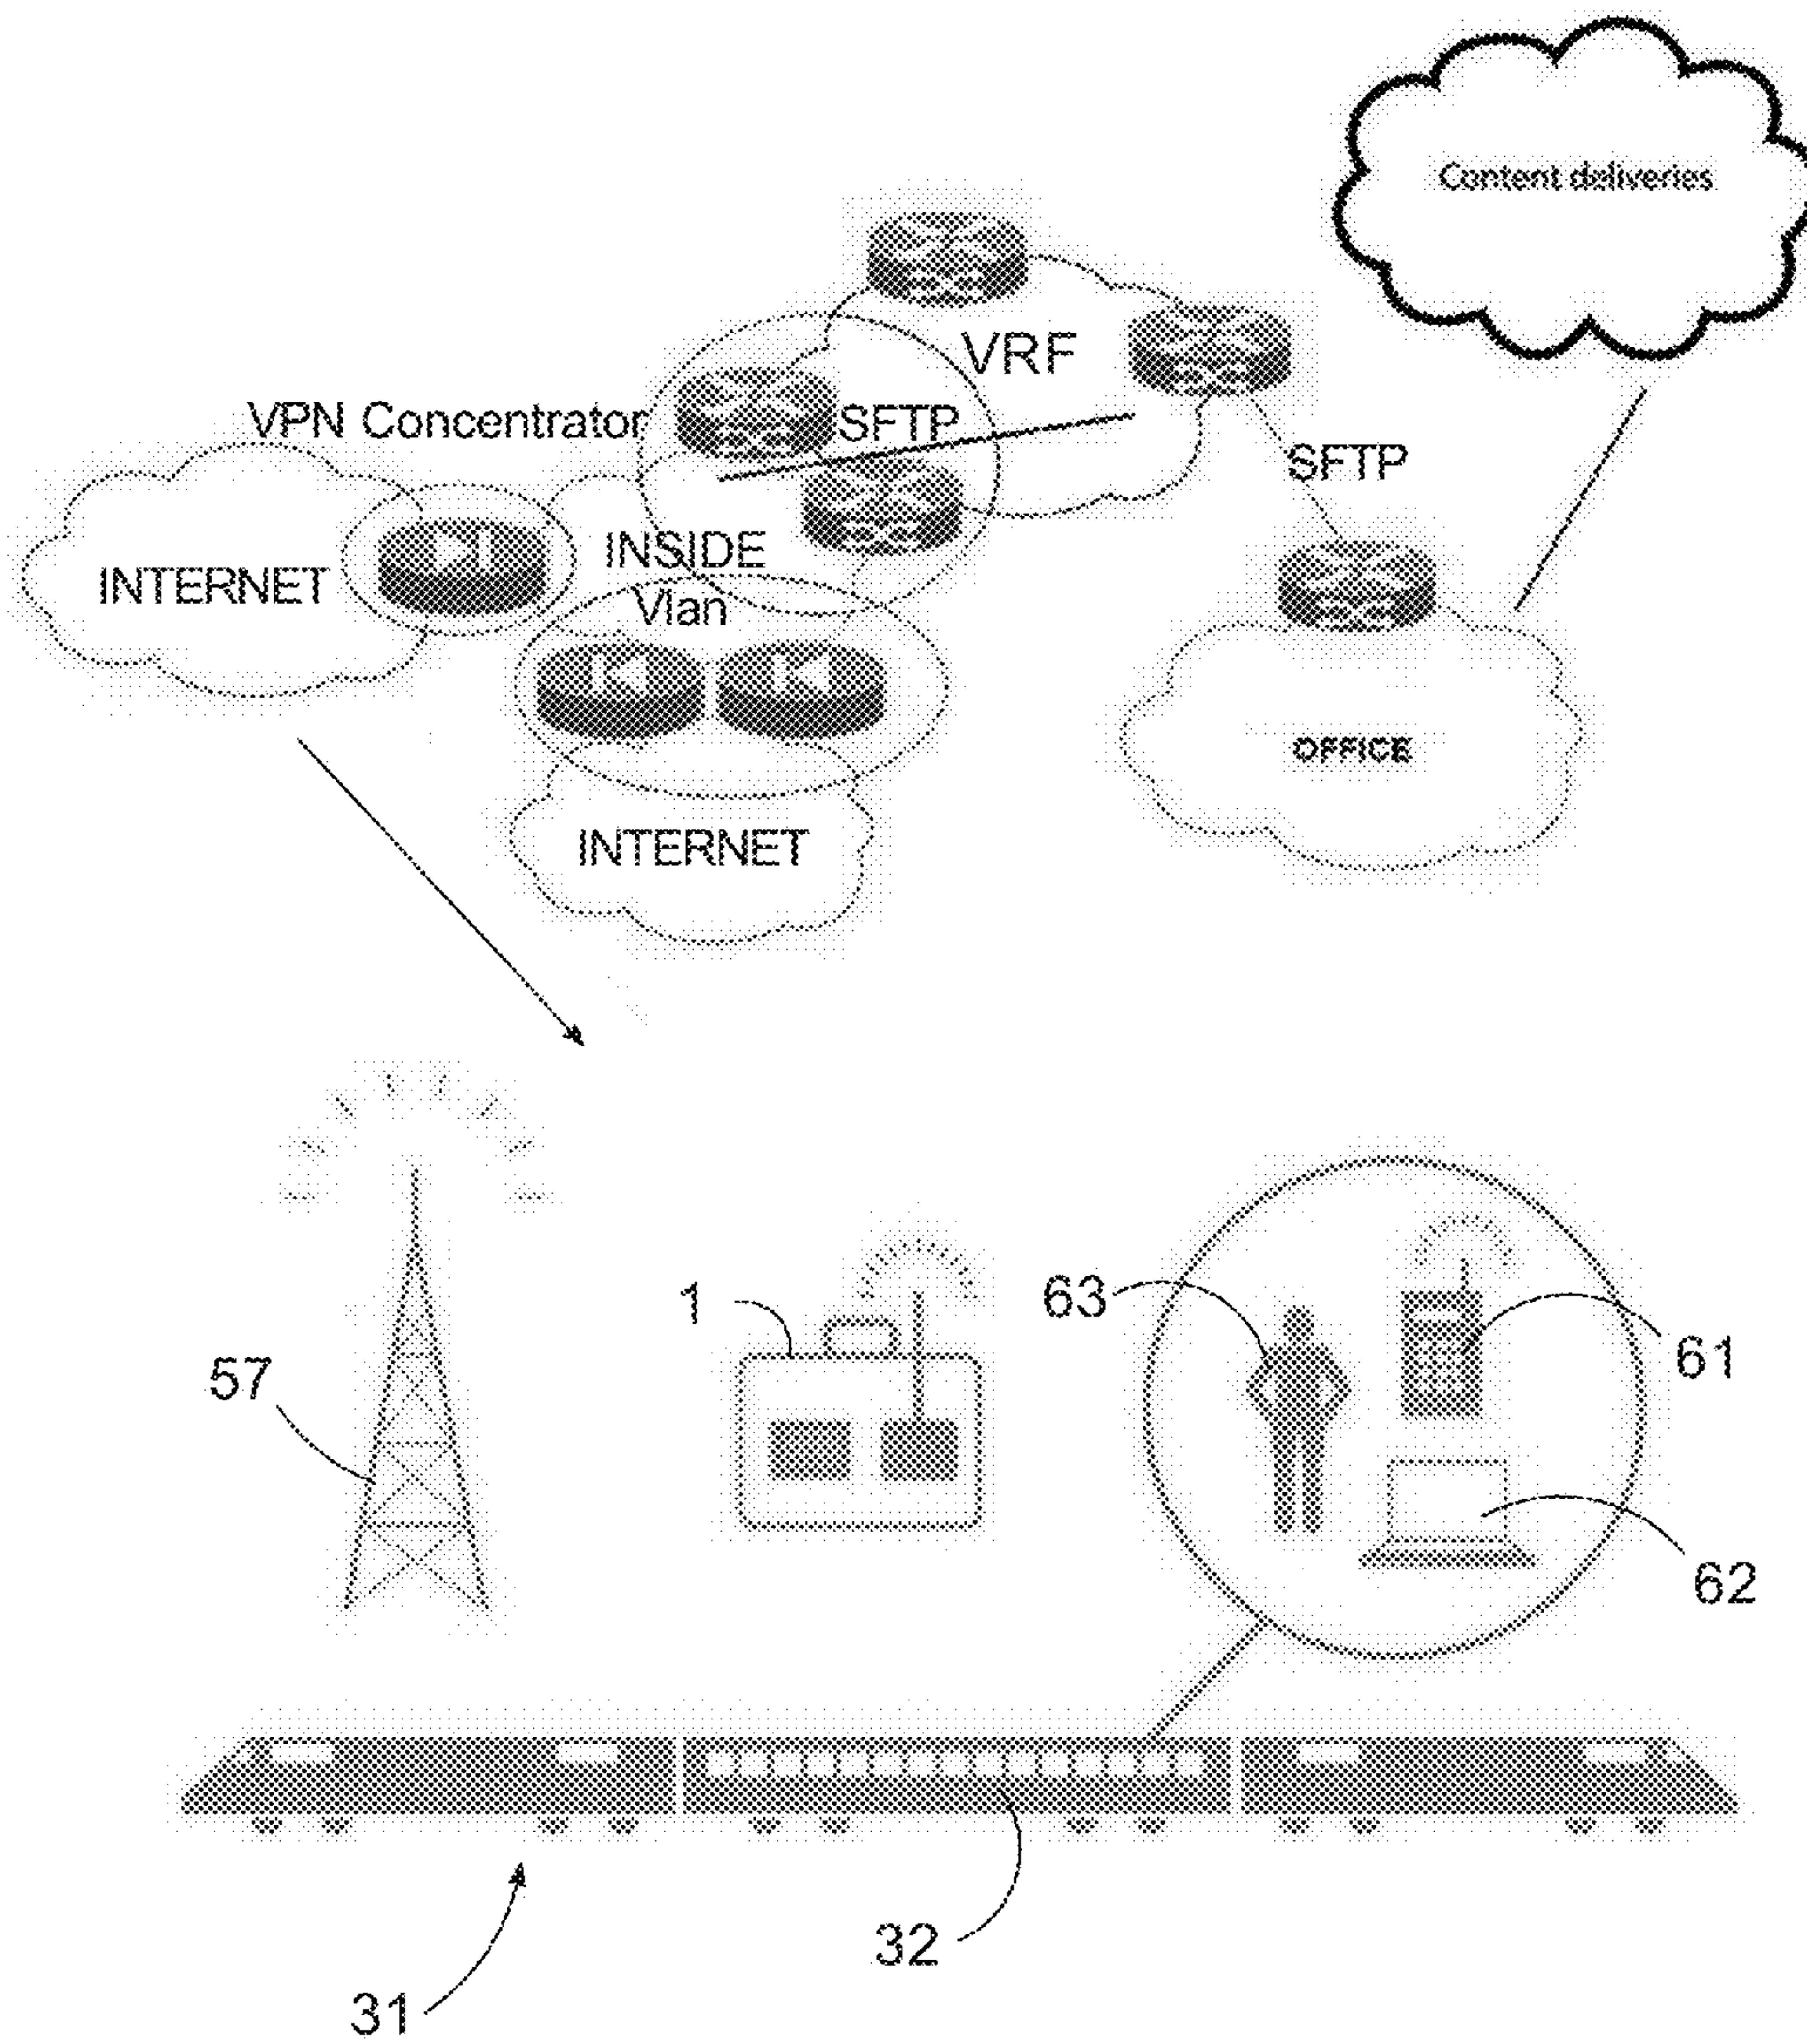 Content deliveries
VRF
VPN Concentrator
SFTP
SFTP
INSIDE
Vlan
INTERNET
OFFICE
INTERNET
1
63
61
57
62
32
31